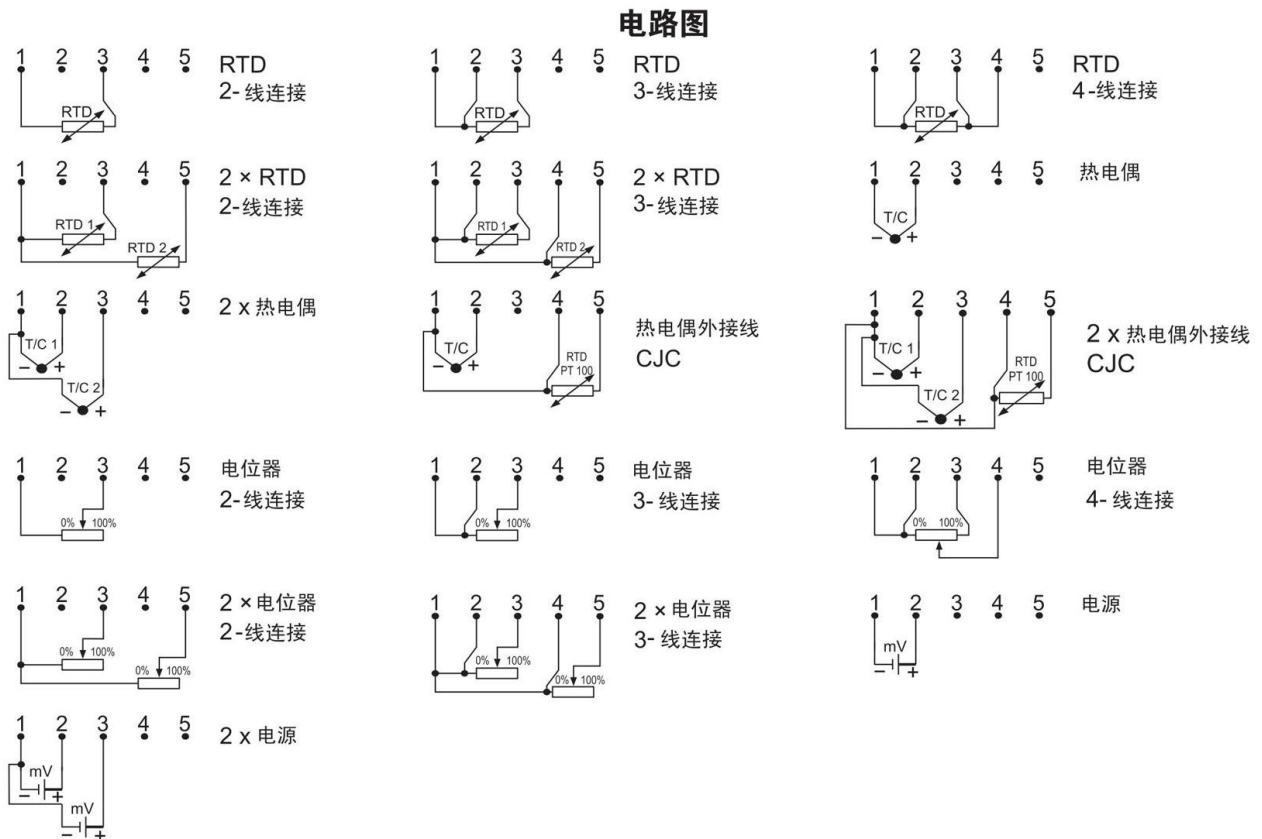 电路图
1 2 3 4 5
RTD
2-线连接
RTD
1 2 3 4 5
RTD
3-线连接
RTD
1 2 3 4 5
RTD
4-线连接
RTD
1 2 3 4 5
2 × RTD
2-线连接
RTD 1
RTD 2
1 2 3 4 5
2 × RTD
3-线连接
RTD 1
RTD 2
1 2 3 4 5
热电偶
T/C
− +
1 2 3 4 5
2 x 热电偶
T/C 1
− +
T/C 2
− +
1 2 3 4 5
热电偶外接线
CJC
T/C
− +
RTD
PT 100
1 2 3 4 5
2 x 热电偶外接线
CJC
T/C 1
− +
T/C 2
− +
RTD
PT 100
1 2 3 4 5
电位器
2-线连接
0% 100%
1 2 3 4 5
电位器
3- 线连接
0% 100%
1 2 3 4 5
电位器
4- 线连接
0% 100%
1 2 3 4 5
2 × 电位器
2-线连接
0% 100%
0% 100%
1 2 3 4 5
2 × 电位器
3- 线连接
0% 100%
0% 100%
1 2 3 4 5
电源
mV
− +
1 2 3 4 5
2 x 电源
mV
− +
mV
− +